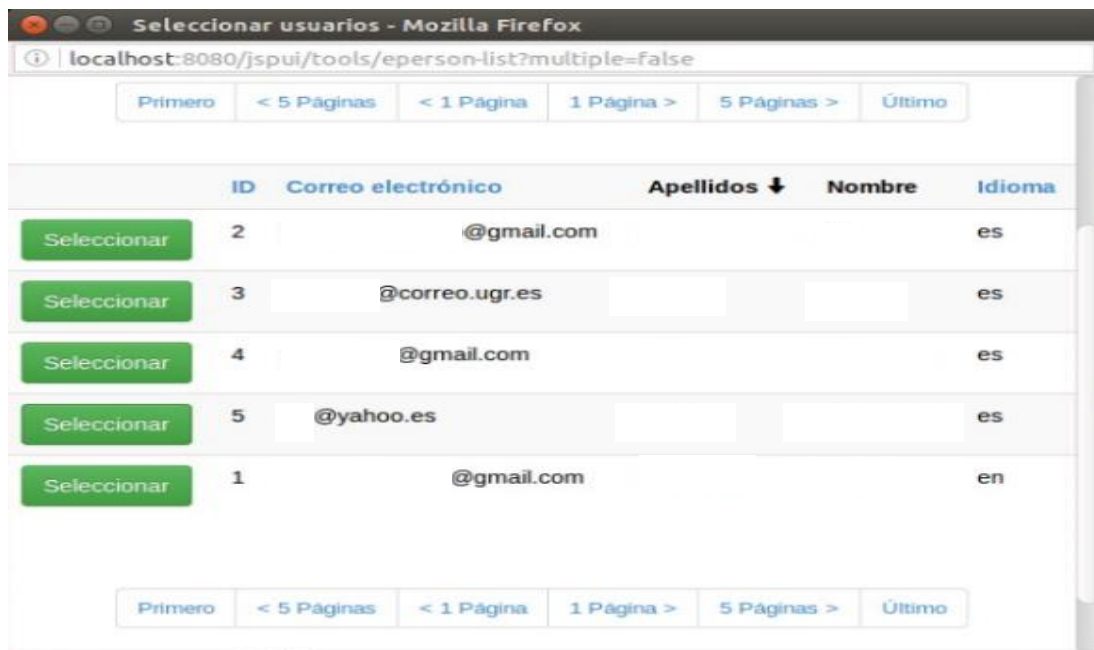 Seleccionar usuarios - Mozilla Firefox
localhost:8080/jspui/tools/eperson-list?multiple=false
Primero < 5 Páginas < 1 Página 1 Página > 5 Páginas > Último
ID Correo electrónico Apellidos Nombre Idioma
Seleccionar 2 @gmail.com es
Seleccionar 3 @correo.ugr.es es
Seleccionar 4 @gmail.com es
Seleccionar 5 @yahoo.es es
Seleccionar 1 @gmail.com en
Primero < 5 Páginas < 1 Página 1 Página > 5 Páginas > Último